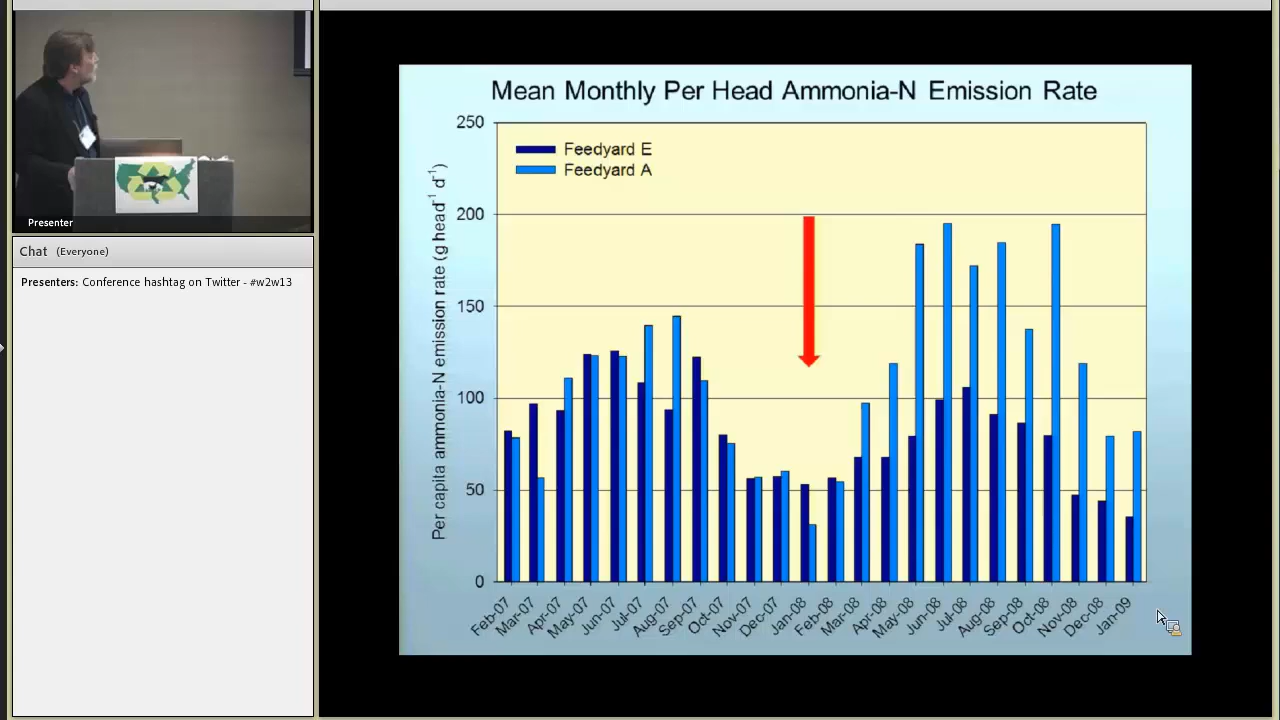 Presenter
Chat (Everyone)
Presenters: Conference hashtag on Twitter - #w2w13
Mean Monthly Per Head Ammonia-N Emission Rate
Per capita ammonia-N emission rate (g head⁻¹ d⁻¹)
250
200
150
100
50
0
Feedyard E
Feedyard A
Feb-07
Mar-07
Apr-07
May-07
Jun-07
Jul-07
Aug-07
Sep-07
Oct-07
Nov-07
Dec-07
Jan-08
Feb-08
Mar-08
Apr-08
May-08
Jun-08
Jul-08
Aug-08
Sep-08
Oct-08
Nov-08
Dec-08
Jan-09